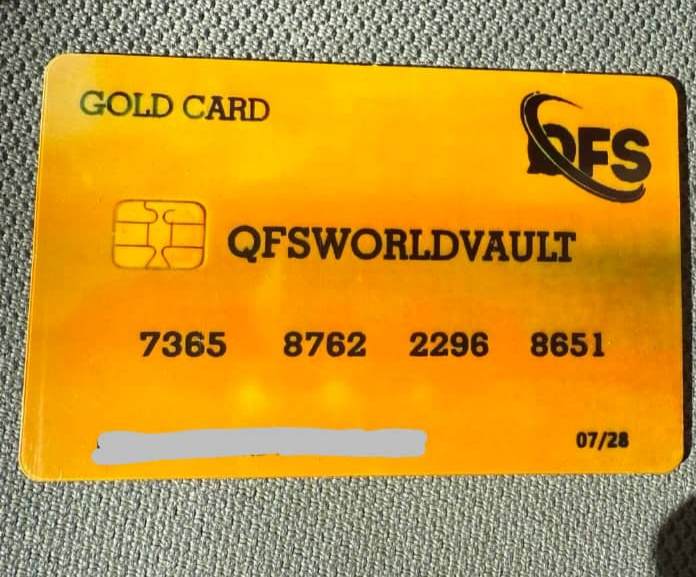 GOLD CARD
QFS
QFSWORLDVAULT
7365 8762 2296 8651
07/28